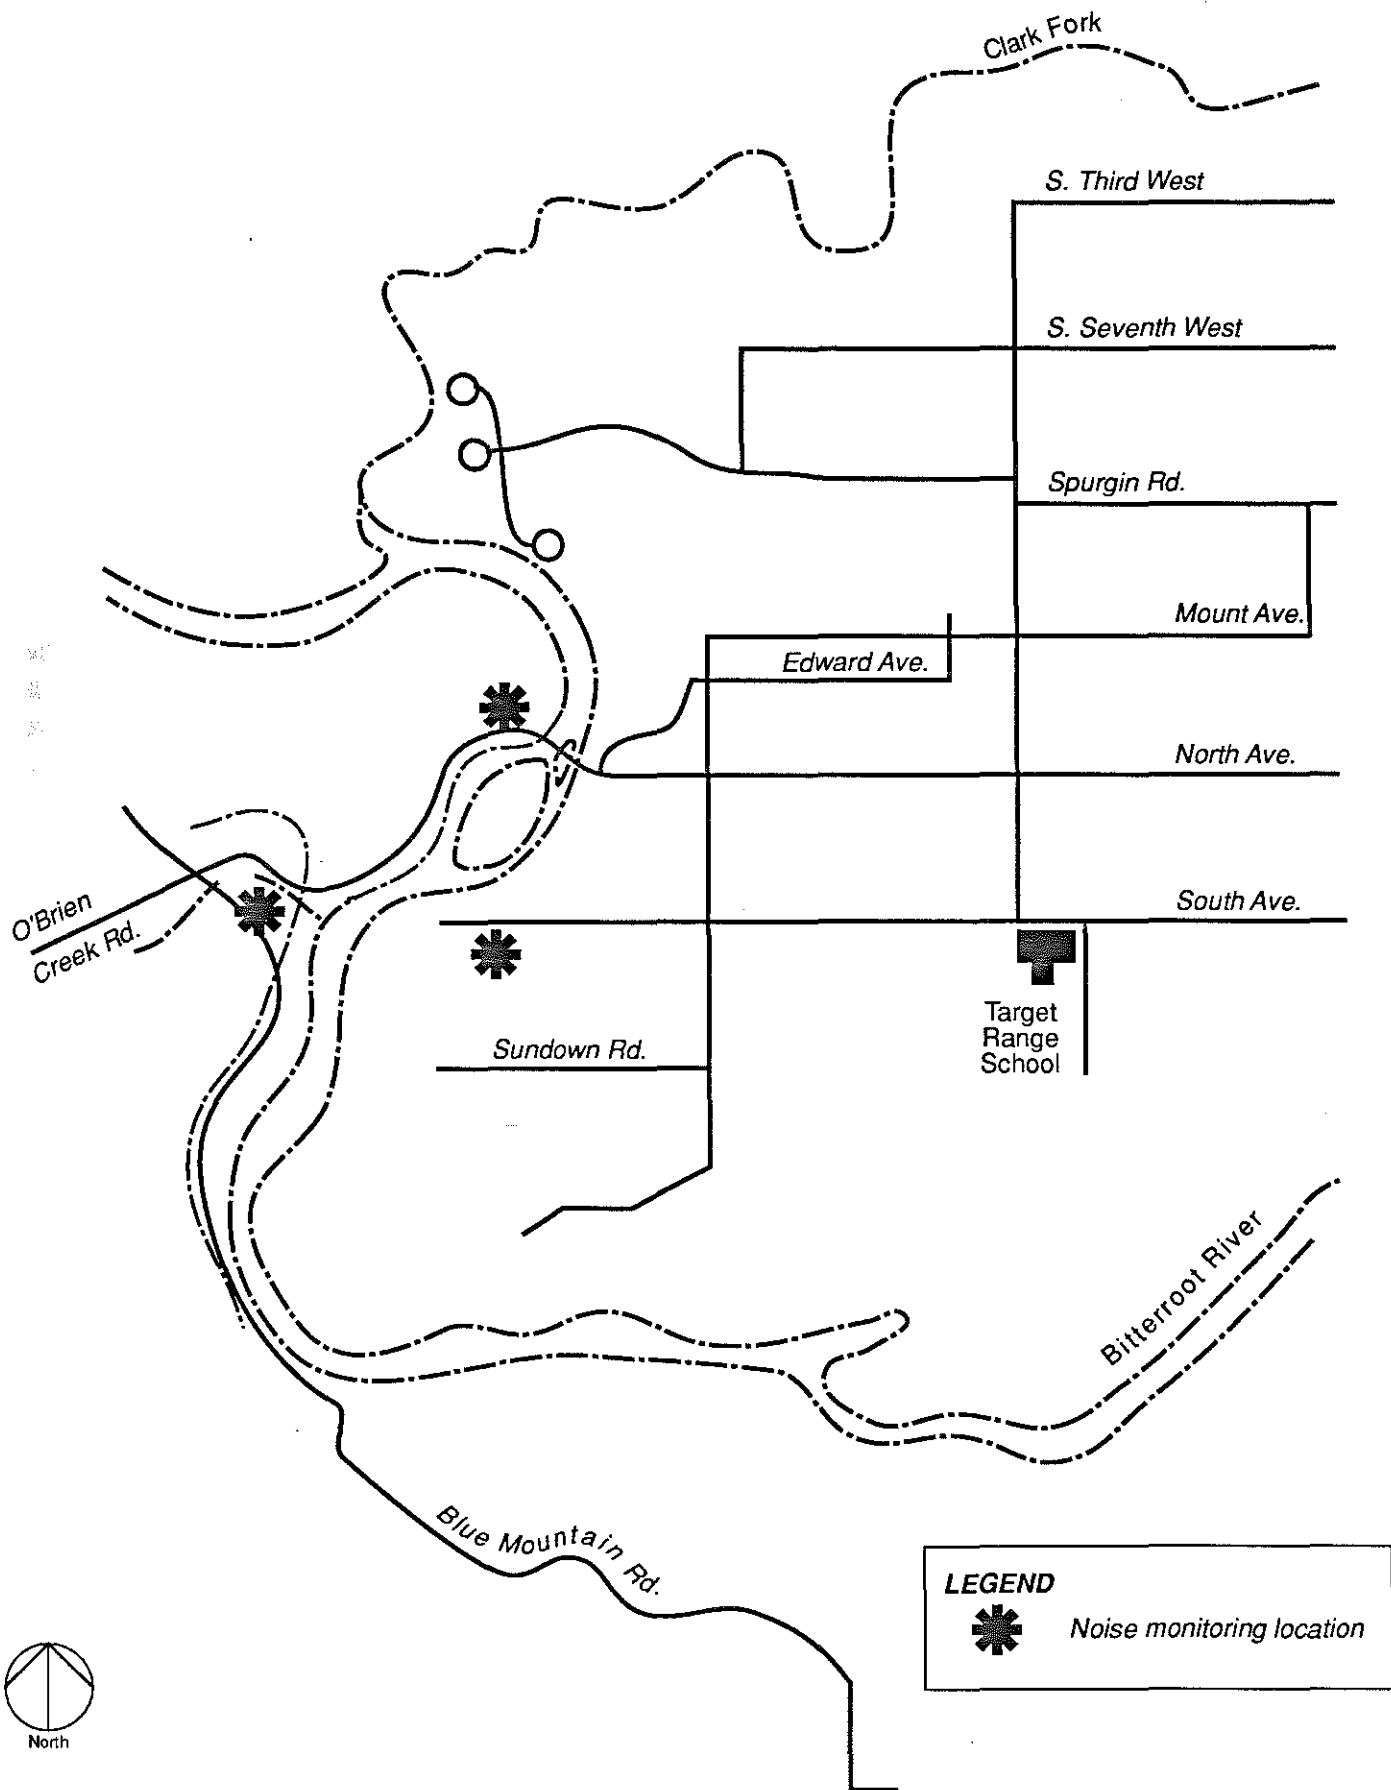 Clark Fork
S. Third West
S. Seventh West
Spurgin Rd.
Mount Ave.
Edward Ave.
North Ave.
O'Brien
Creek Rd.
South Ave.
Target
Range
School
Sundown Rd.
Bitterroot River
Blue Mountain Rd.
LEGEND
Noise monitoring location
North